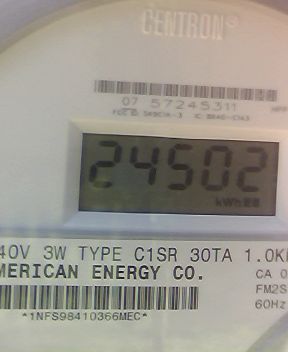 CENTRON®
07 57245311
24502
kWh
40V 3W TYPE C1SR 30TA 1.0K
MERICAN ENERGY CO.
CA 0
FM2S
60Hz
*1NFS98410366MEC*